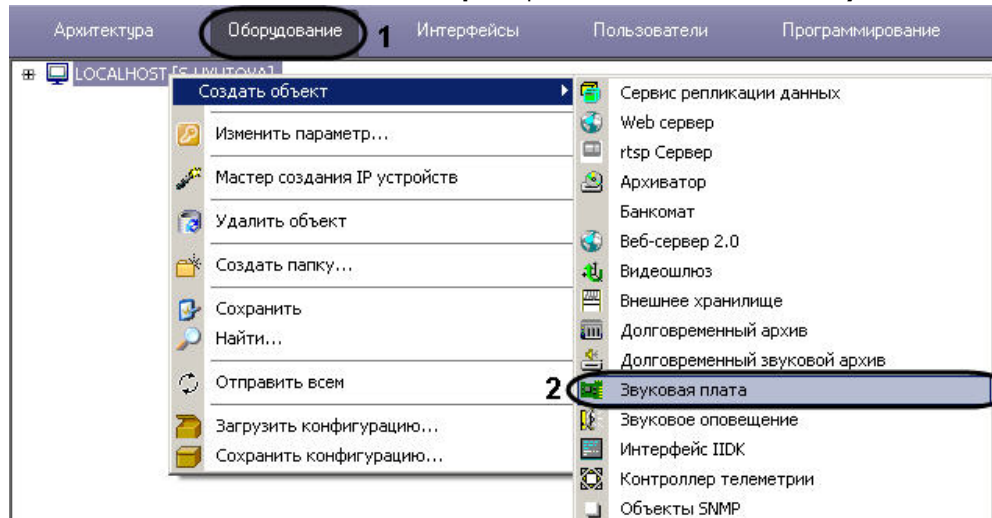 Архитектура Оборудование 1 Интерфейсы Пользователи Программирование
LOCALHOST
Создать объект
Изменить параметр...
Мастер создания IP устройств
Удалить объект
Создать папку...
Сохранить
Найти...
Отправить всем
Загрузить конфигурацию...
Сохранить конфигурацию...
Сервис репликации данных
Web сервер
rtsp Сервер
Архиватор
Банкомат
Веб-сервер 2.0
Видеошлюз
Внешнее хранилище
Долговременный архив
Долговременный звуковой архив
2 Звуковая плата
Звуковое оповещение
Интерфейс IIDK
Контроллер телеметрии
Объекты SNMP